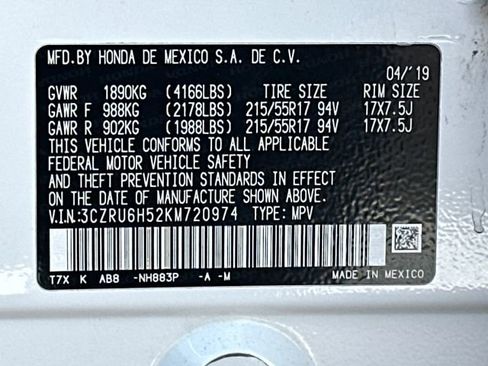 MFD.BY HONDA DE MEXICO S.A. DE C.V.
04/'19
GVWR 1890KG (4166LBS) TIRE SIZE RIM SIZE
GAWR F 988KG (2178LBS) 215/55R17 94V 17X7.5J
GAWR R 902KG (1988LBS) 215/55R17 94V 17X7.5J
THIS VEHICLE CONFORMS TO ALL APPLICABLE
FEDERAL MOTOR VEHICLE SAFETY
AND THEFT PREVENTION STANDARDS IN EFFECT
ON THE DATE OF MANUFACTURE SHOWN ABOVE.
V.I.N:3CZRU6H52KM720974 TYPE: MPV
T7X K AB8 -NH883P -A -M MADE IN MEXICO